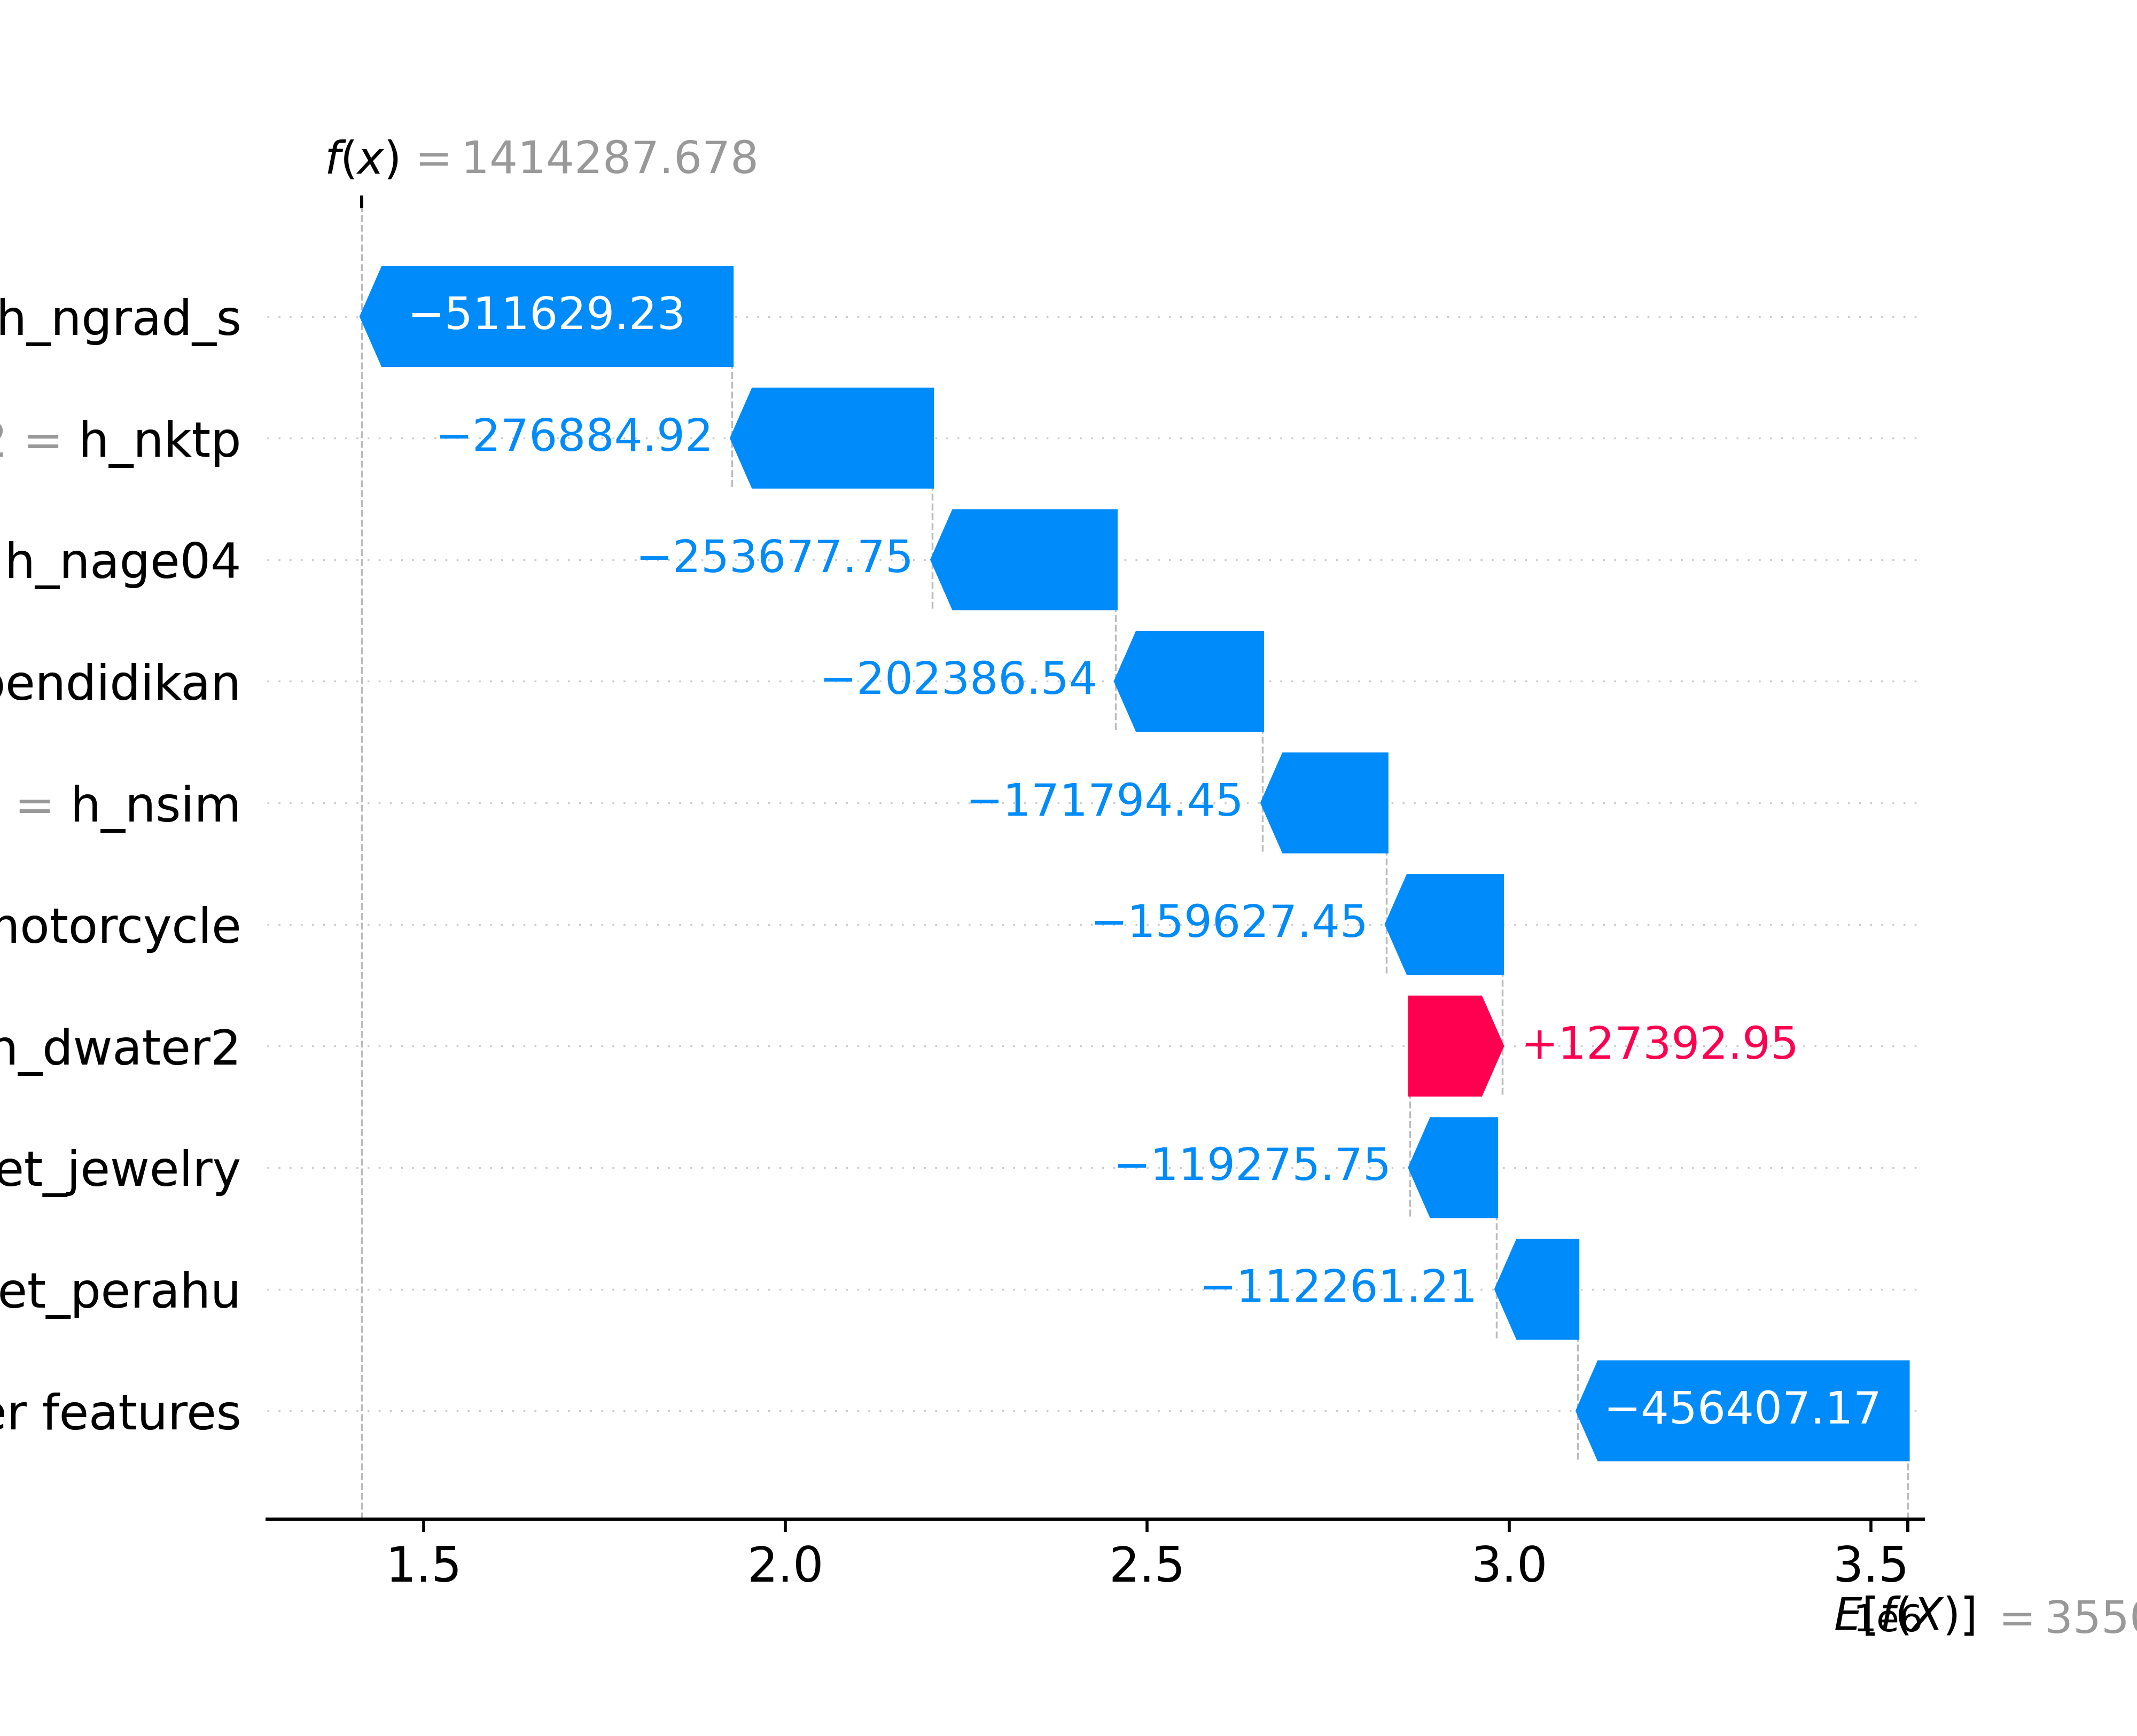 f(x) = 1414287.678
h_ngrad_s −511629.23
= h_nktp −276884.92
h_nage04 −253677.75
pendidikan −202386.54
= h_nsim −171794.45
motorcycle −159627.45
h_dwater2 +127392.95
et_jewelry −119275.75
et_perahu −112261.21
er features −456407.17
1.5 2.0 2.5 3.0 3.5
1e6
E[f(X)] = 3550